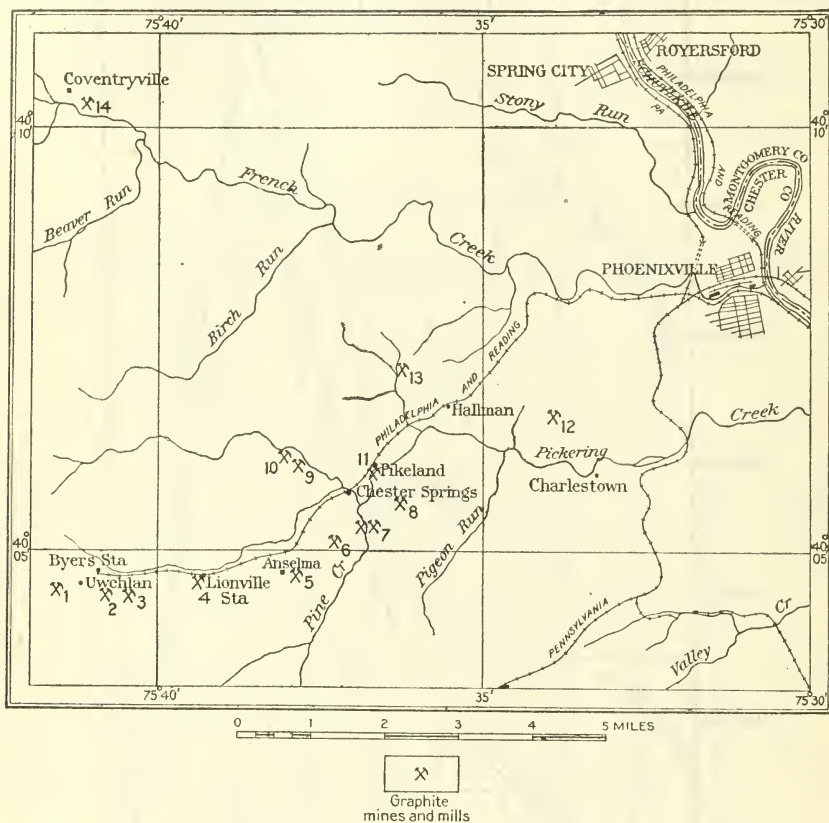 75°40'
35'
75°30'
ROYERSFORD
SPRING CITY
PHILADELPHIA
SCHUYLKILL
PA
Coventryville
14
Stony Run
40°
10'
40°
10'
AND
READING
MONTGOMERY CO
CHESTER CO
RIVER
French
Creek
Beaver Run
Birch Run
PHOENIXVILLE
13
PHILADELPHIA AND READING
Hallman
12
Creek
Pickering
10
9
11
Pikeland
Chester Springs
Charlestown
8
7
6
Pigeon Run
40°
05'
40°
05'
Byers Sta
Uwchlan
1
2
3
Lionville
4 Sta
Anselma
5
Pine Cr
PENNSYLVANIA
Valley Cr
75°40'
35'
75°30'
0 1 2 3 4 5 MILES
Graphite
mines and mills